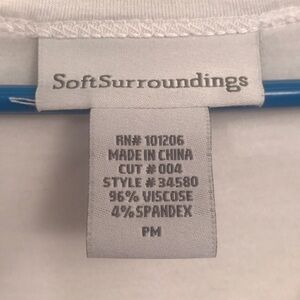 SoftSurroundings
RN# 101206
MADE IN CHINA
CUT # 004
STYLE # 34580
96% VISCOSE
4% SPANDEX
PM